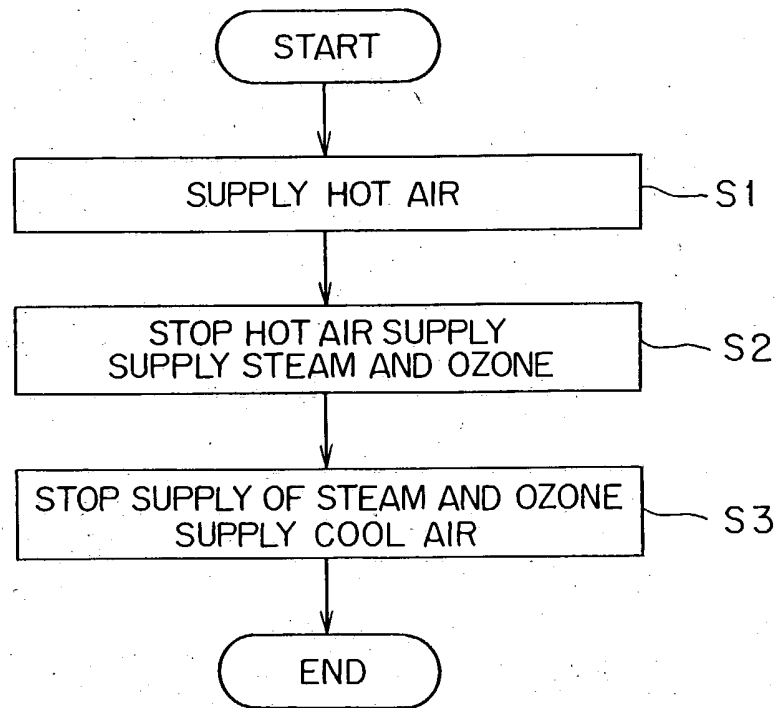 START
SUPPLY HOT AIR
S1
STOP HOT AIR SUPPLY
SUPPLY STEAM AND OZONE
S2
STOP SUPPLY OF STEAM AND OZONE
SUPPLY COOL AIR
S3
END